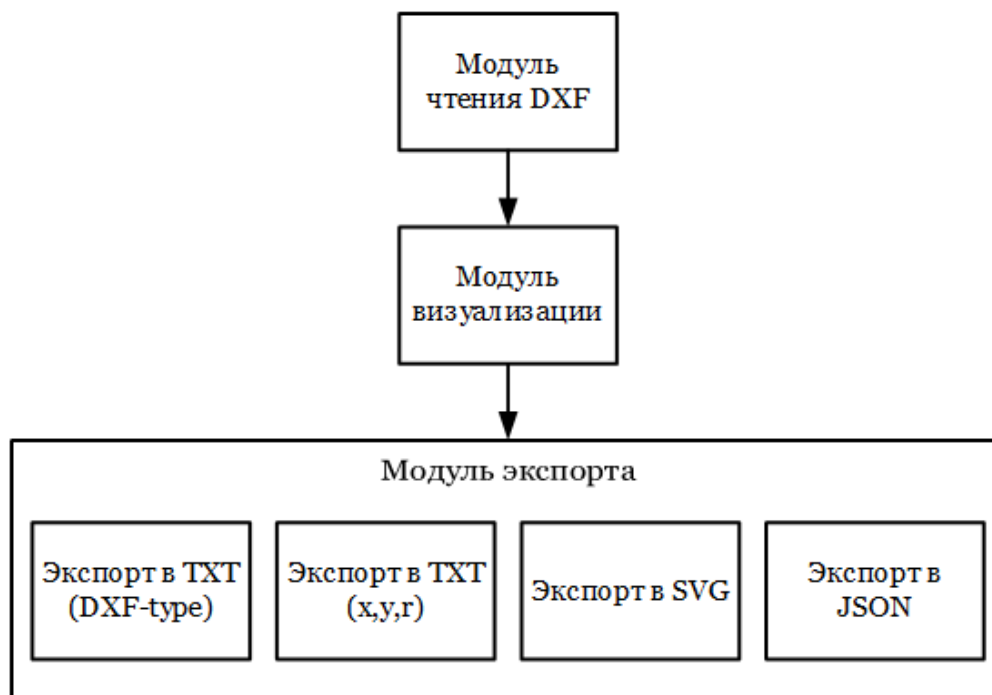 Модуль
чтения DXF
Модуль
визуализации
Модуль экспорта
Экспорт в TXT
(DXF-type)
Экспорт в TXT
(x,y,r)
Экспорт в SVG
Экспорт в
JSON